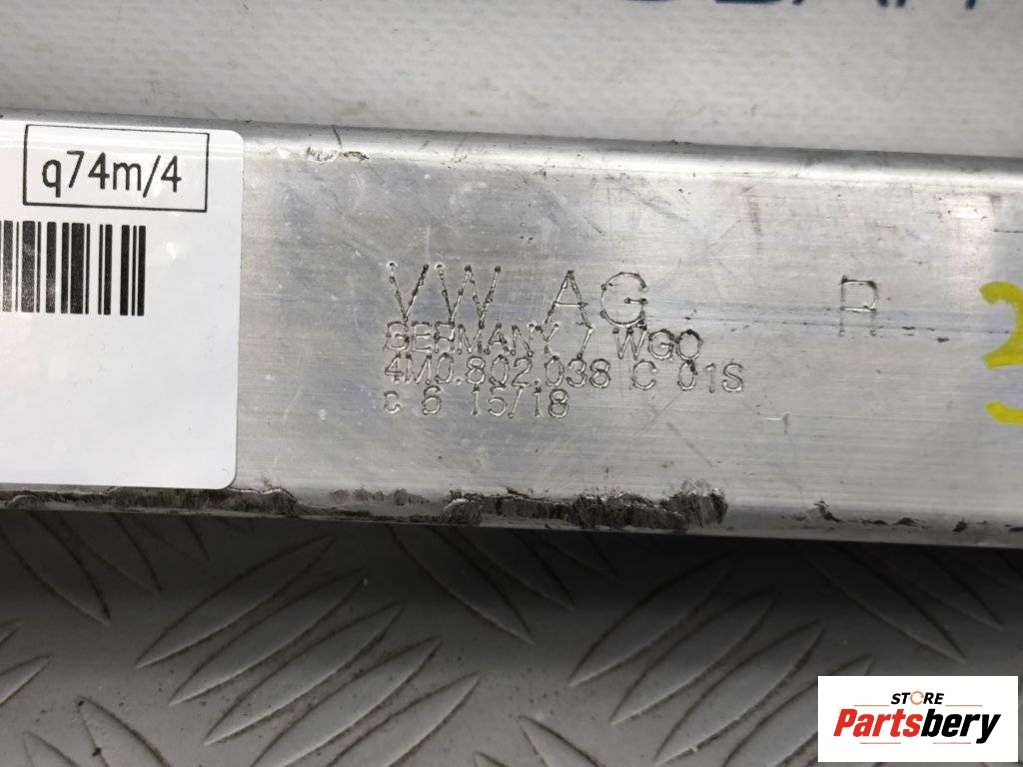 q74m/4
VW AG R
GERMANY 7 WGO
4M0.802.038 C 01S
c 6 15/18
STORE
Partsbery